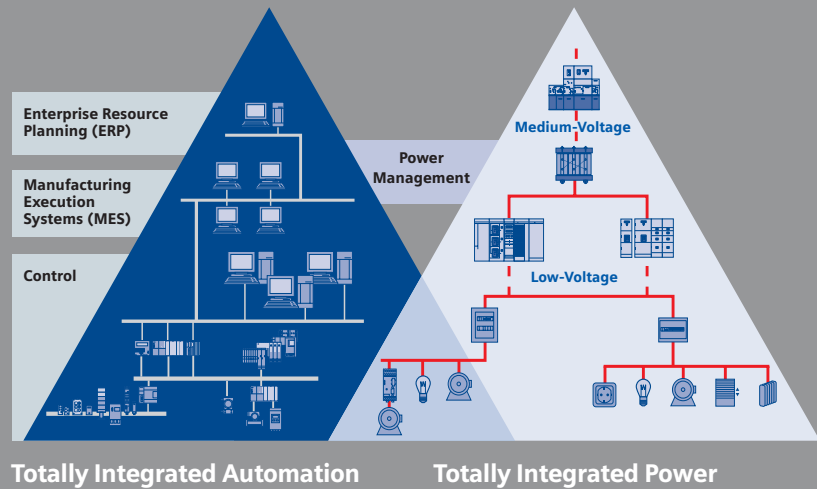 Enterprise Resource
Planning (ERP)
Manufacturing
Execution
Systems (MES)
Control
Power
Management
Medium-Voltage
Low-Voltage
Totally Integrated Automation
Totally Integrated Power